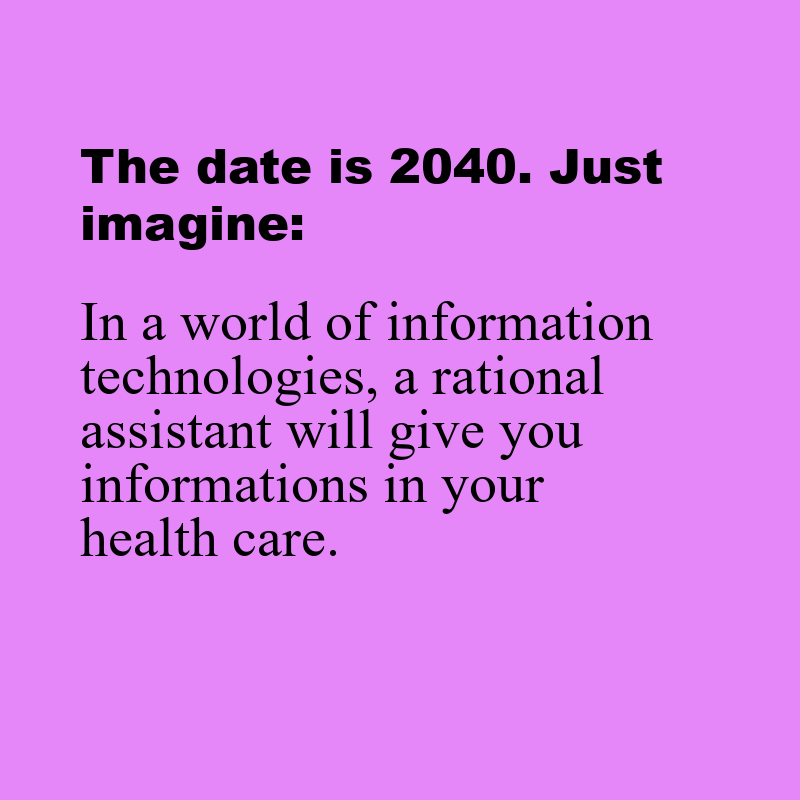 The date is 2040. Just
imagine:
In a world of information
technologies, a rational
assistant will give you
informations in your
health care.